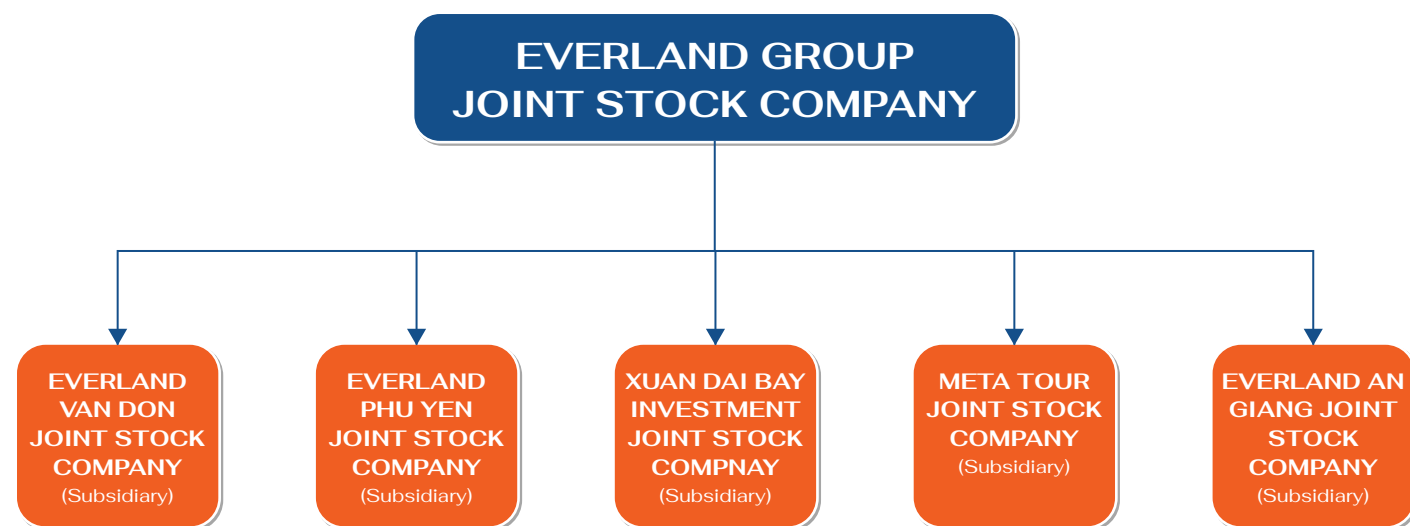 EVERLAND GROUP
JOINT STOCK COMPANY
EVERLAND
VAN DON
JOINT STOCK
COMPANY
(Subsidiary)
EVERLAND
PHU YEN
JOINT STOCK
COMPANY
(Subsidiary)
XUAN DAI BAY
INVESTMENT
JOINT STOCK
COMPNAY
(Subsidiary)
META TOUR
JOINT STOCK
COMPANY
(Subsidiary)
EVERLAND AN
GIANG JOINT
STOCK
COMPANY
(Subsidiary)